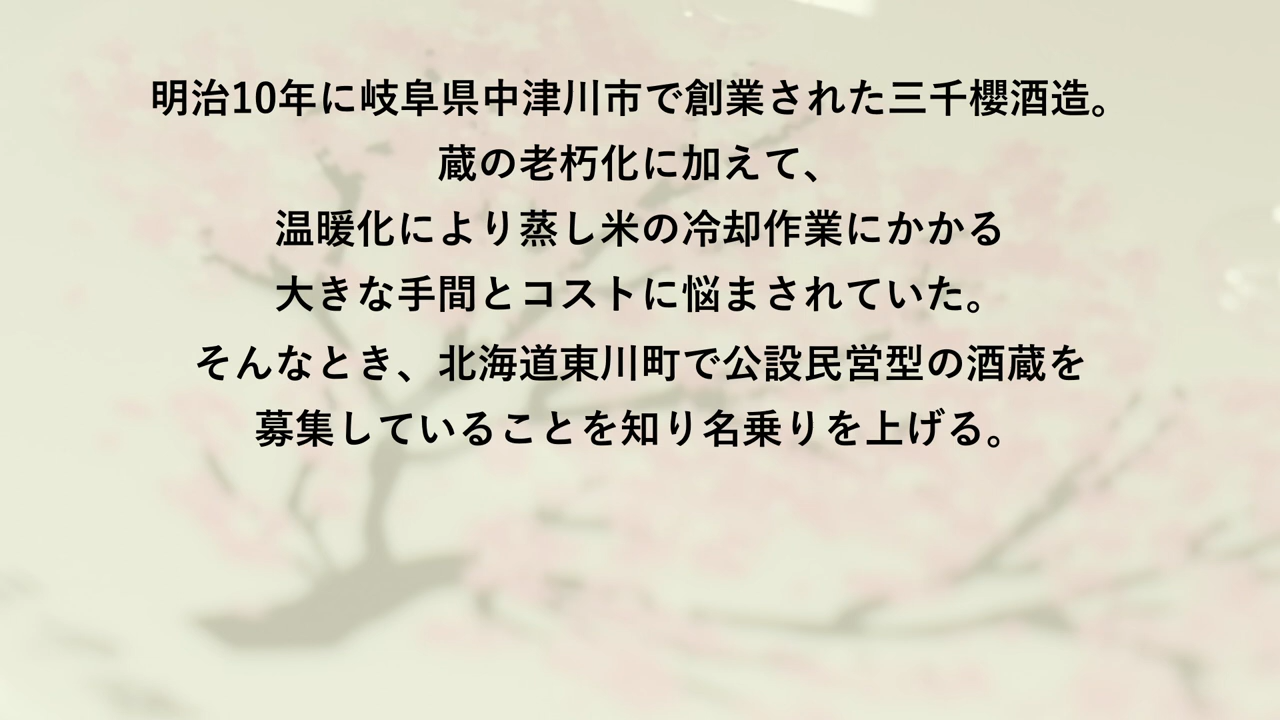 明治10年に岐阜県中津川市で創業された三千櫻酒造。
蔵の老朽化に加えて、
温暖化により蒸し米の冷却作業にかかる
大きな手間とコストに悩まされていた。
そんなとき、北海道東川町で公設民営型の酒蔵を
募集していることを知り名乗りを上げる。